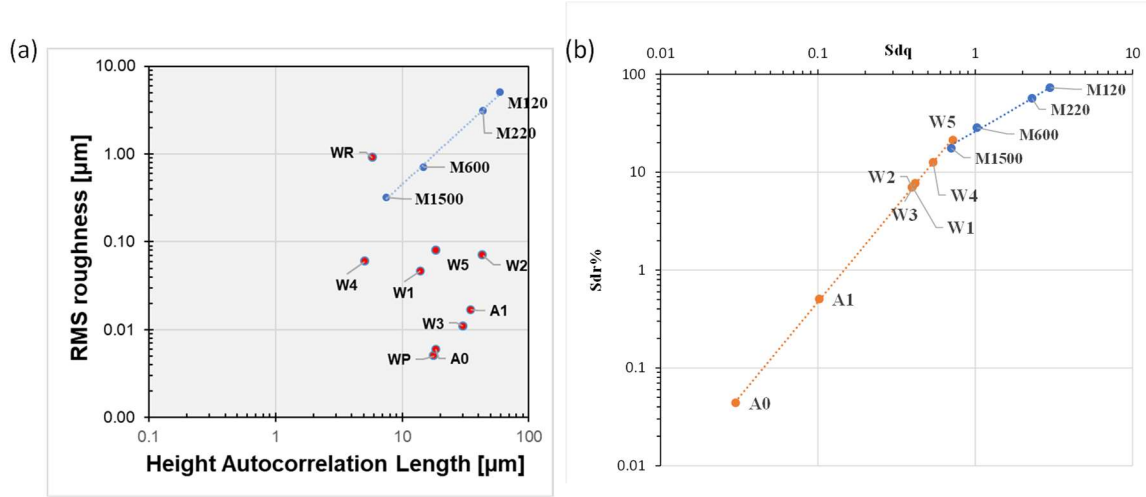 (a)
10.00
1.00
0.10
0.01
0.00
0.1
1
10
100
RMS roughness [µm]
Height Autocorrelation Length [µm]
M120
M220
WR
M600
M1500
W4
W1
W5
W2
W3
A1
WP
A0
(b)
Sdq
0.01
0.1
1
10
100
10
1
0.1
0.01
Sdr%
M120
M220
M600
M1500
W5
W2
W4
W3
W1
A1
A0